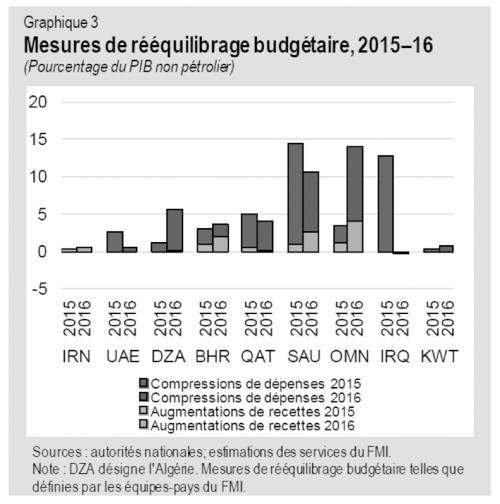 Graphique 3
Mesures de rééquilibrage budgétaire, 2015–16
(Pourcentage du PIB non pétrolier)
20
15
10
5
0
-5
2015 2016 2015 2016 2015 2016 2015 2016 2015 2016 2015 2016 2015 2016 2015 2016 2015 2016
IRN UAE DZA BHR QAT SAU OMN IRQ KWT
Compressions de dépenses 2015
Compressions de dépenses 2016
Augmentations de recettes 2015
Augmentations de recettes 2016
Sources : autorités nationales; estimations des services du FMI.
Note : DZA désigne l'Algérie. Mesures de rééquilibrage budgétaire telles que
définies par les équipes-pays du FMI.